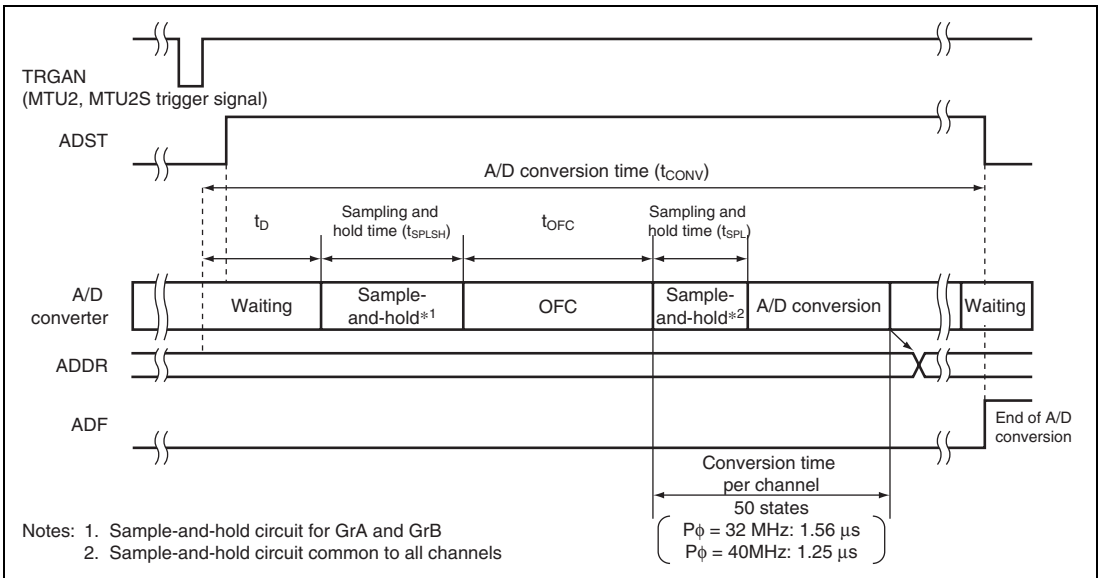 TRGAN
(MTU2, MTU2S trigger signal)
ADST
A/D conversion time (tCONV)
tD
Sampling and
hold time (tSPLSH)
tOFC
Sampling and
hold time (tSPL)
A/D
converter
Waiting
Sample-
and-hold*1
OFC
Sample-
and-hold*2
A/D conversion
Waiting
ADDR
ADF
End of A/D
conversion
Conversion time
per channel
50 states
Pϕ = 32 MHz: 1.56 μs
Pϕ = 40MHz: 1.25 μs
Notes: 1. Sample-and-hold circuit for GrA and GrB
2. Sample-and-hold circuit common to all channels